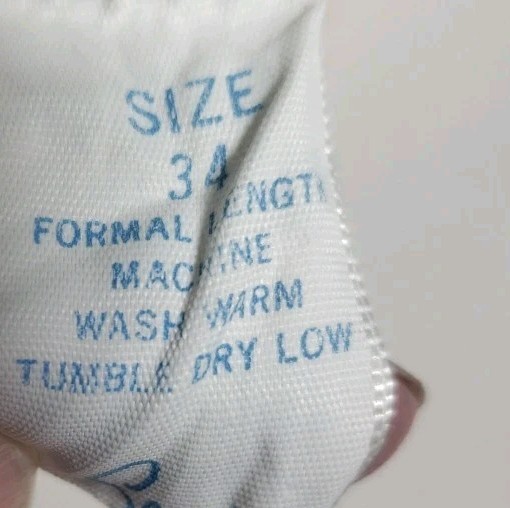 SIZE
34
FORMAL LENGTH
MACHINE
WASH WARM
TUMBLE DRY LOW